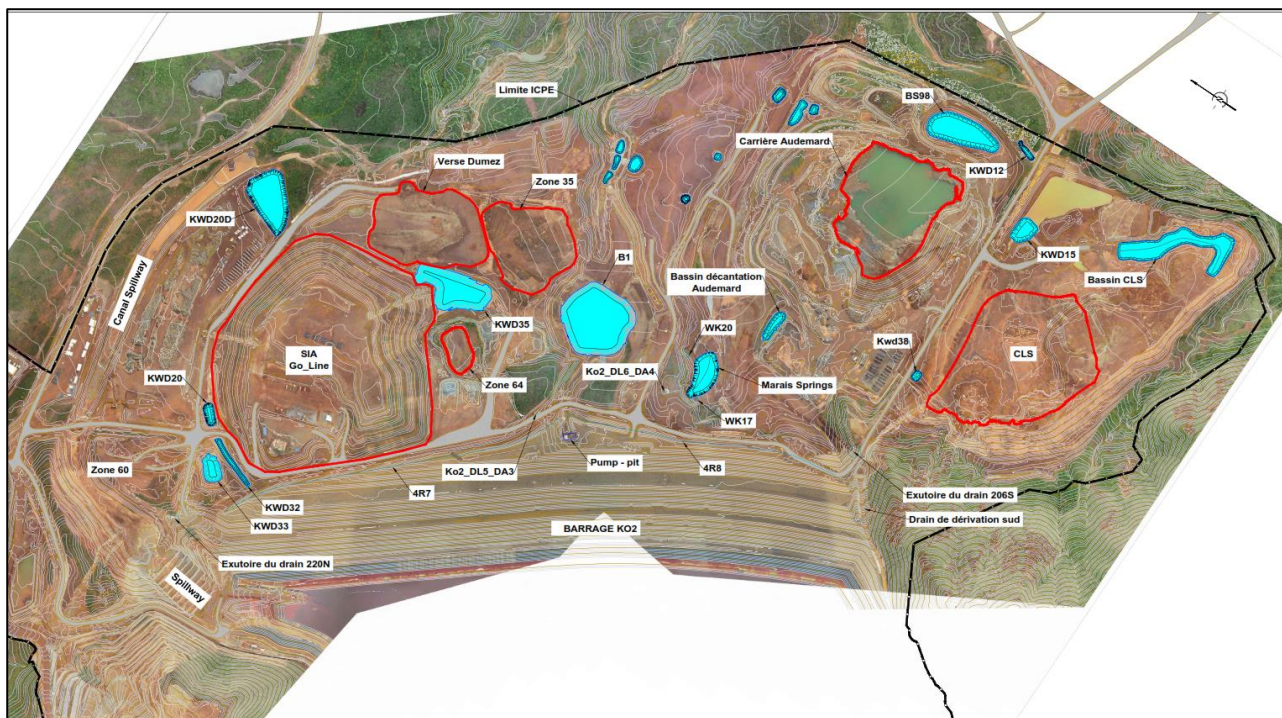 Limite ICPE
BS98
Carrière Audemard
Verse Dumez
KWD12
Zone 35
KWD20D
KWD15
B1
Bassin CLS
Bassin décantation
Audemard
Canal Spillway
KWD35
WK20
SIA
Go_Line
CLS
Kwd38
Zone 64
Ko2_DL6_DA4
Marais Springs
KWD20
WK17
Pump - pit
Zone 60
Ko2_DL5_DA3
4R8
4R7
Exutoire du drain 206S
KWD32
KWD33
Drain de dérivation sud
BARRAGE KO2
Exutoire du drain 220N
Spillway